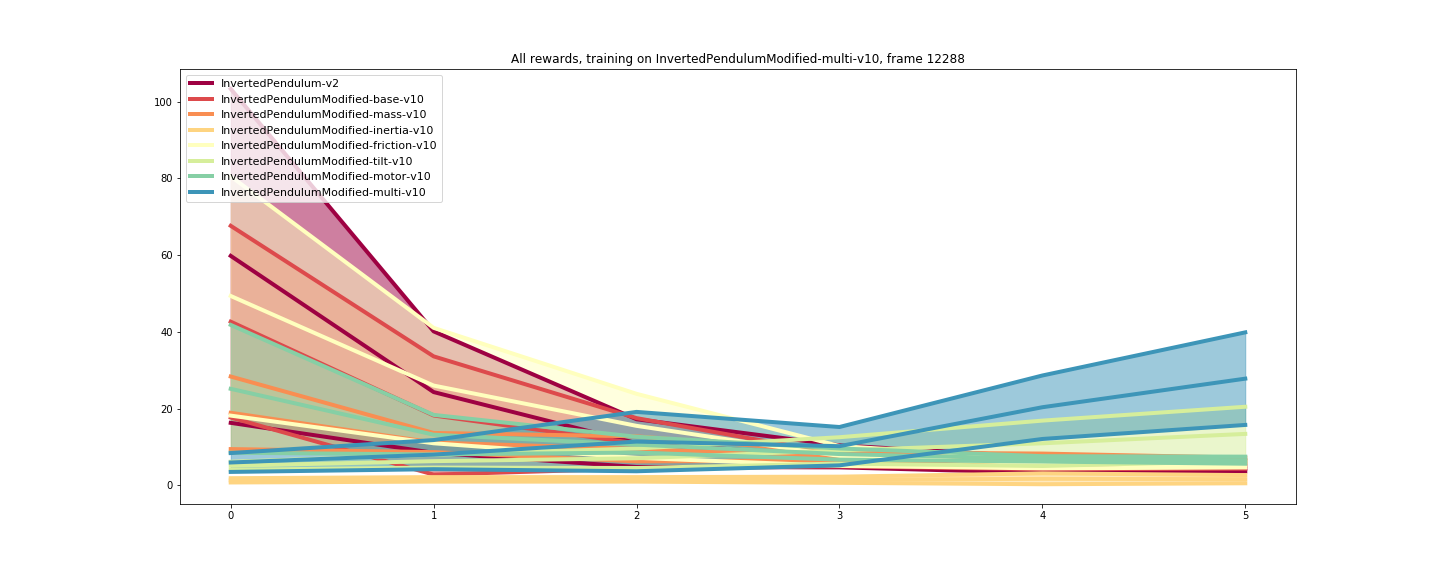 All rewards, training on InvertedPendulumModified-multi-v10, frame 12288
InvertedPendulum-v2
InvertedPendulumModified-base-v10
InvertedPendulumModified-mass-v10
InvertedPendulumModified-inertia-v10
InvertedPendulumModified-friction-v10
InvertedPendulumModified-tilt-v10
InvertedPendulumModified-motor-v10
InvertedPendulumModified-multi-v10
100
80
60
40
20
0
0 1 2 3 4 5